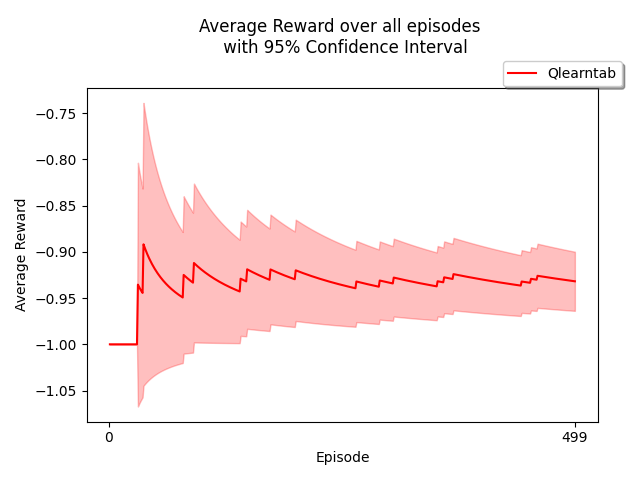 Average Reward over all episodes
with 95% Confidence Interval
Qlearntab
Average Reward
−0.75
−0.80
−0.85
−0.90
−0.95
−1.00
−1.05
0
499
Episode